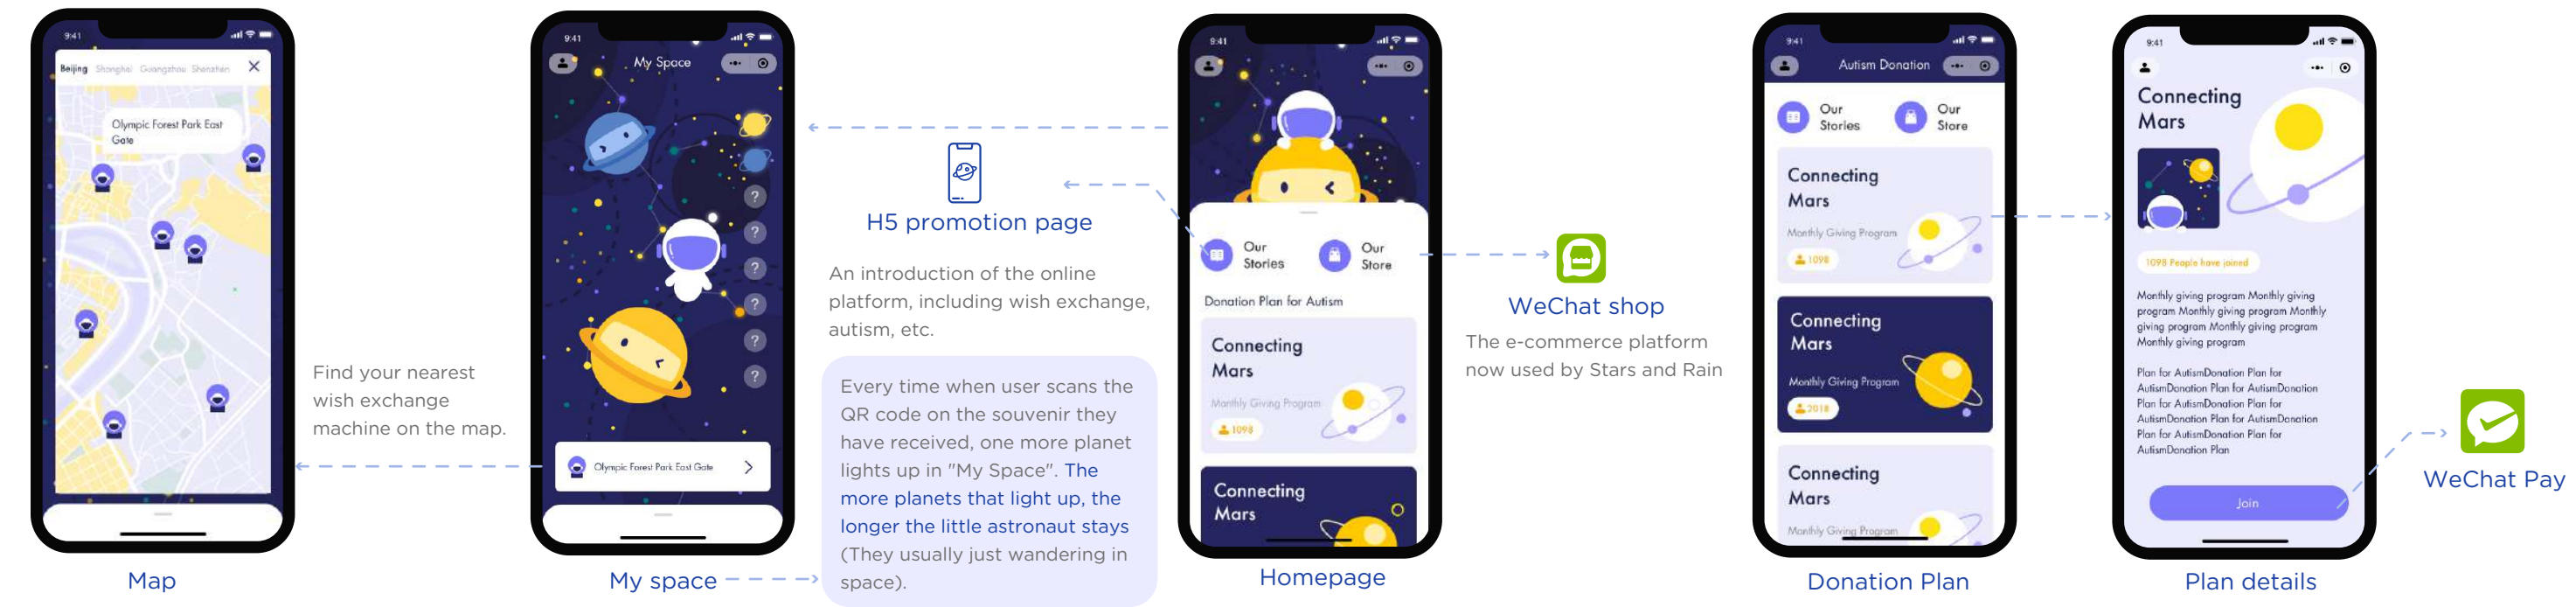 9:41
Beijing Shanghai Guangzhou Shenzhen
Olympic Forest Park East
Gate
Map
Find your nearest
wish exchange
machine on the map.
9:41
My Space
?
?
?
?
?
?
Olympic Forest Park East Gate
My space
H5 promotion page
An introduction of the online
platform, including wish exchange,
autism, etc.
Every time when user scans the
QR code on the souvenir they
have received, one more planet
lights up in "My Space". The
more planets that light up, the
longer the little astronaut stays
(They usually just wandering in
space).
9:41
Our
Stories
Our
Store
Donation Plan for Autism
Connecting
Mars
Monthly Giving Program
1098
Connecting
Mars
Homepage
WeChat shop
The e-commerce platform
now used by Stars and Rain
9:41
Autism Donation
Our
Stories
Our
Store
Connecting
Mars
Monthly Giving Program
1098
Connecting
Mars
Monthly Giving Program
2018
Connecting
Mars
Monthly Giving Program
Donation Plan
9:41
Connecting
Mars
1098 People have joined
Monthly giving program Monthly giving
program Monthly giving program Monthly
giving program Monthly giving program
Monthly giving program
Plan for AutismDonation Plan for
AutismDonation Plan for AutismDonation
Plan for AutismDonation Plan for
AutismDonation Plan for AutismDonation
Plan for AutismDonation Plan for
AutismDonation Plan
Join
Plan details
WeChat Pay